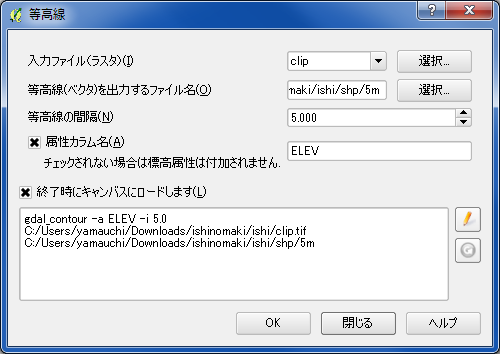 等高線
入力ファイル(ラスタ)(I)
clip
選択...
等高線(ベクタ)を出力するファイル名(O)
maki/ishi/shp/5m
選択...
等高線の間隔(N)
5.000
属性カラム名(A)
チェックされない場合は標高属性は付加されません.
ELEV
終了時にキャンバスにロードします(L)
gdal_contour -a ELEV -i 5.0
C:/Users/yamauchi/Downloads/ishinomaki/ishi/clip.tif
C:/Users/yamauchi/Downloads/ishinomaki/ishi/shp/5m
OK
閉じる
ヘルプ